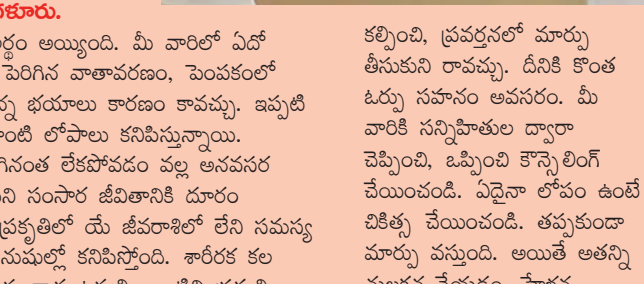 ర్థం అయ్యింది. మీ వారిలో ఏదో
పెరిగిన వాతావరణం, పెంపకంలో
న్న భయాలు కారణం కావచ్చు. ఇప్పటి
ంటి లోపాలు కనిపిస్తున్నాయి.
గినంత లేకపోవడం వల్ల అనవసర
ని సంసార జీవితానికి దూరం
ప్రకృతిలో యే జీవరాశిలో లేని సమస్య
నుషుల్లో కనిపిస్తోంది. శారీరక కల
కల్పించి, ప్రవర్తనలో మార్పు
తీసుకుని రావచ్చు. దీనికి కొంత
ఓర్పు సహనం అవసరం. మీ
వారికి సన్నిహితుల ద్వారా
చెప్పించి, ఒప్పించి కౌన్సెలింగ్
చేయించండి. ఏదైనా లోపం ఉంటే
చికిత్స చేయించండి. తప్పకుండా
మార్పు వస్తుంది. అయితే అతన్ని